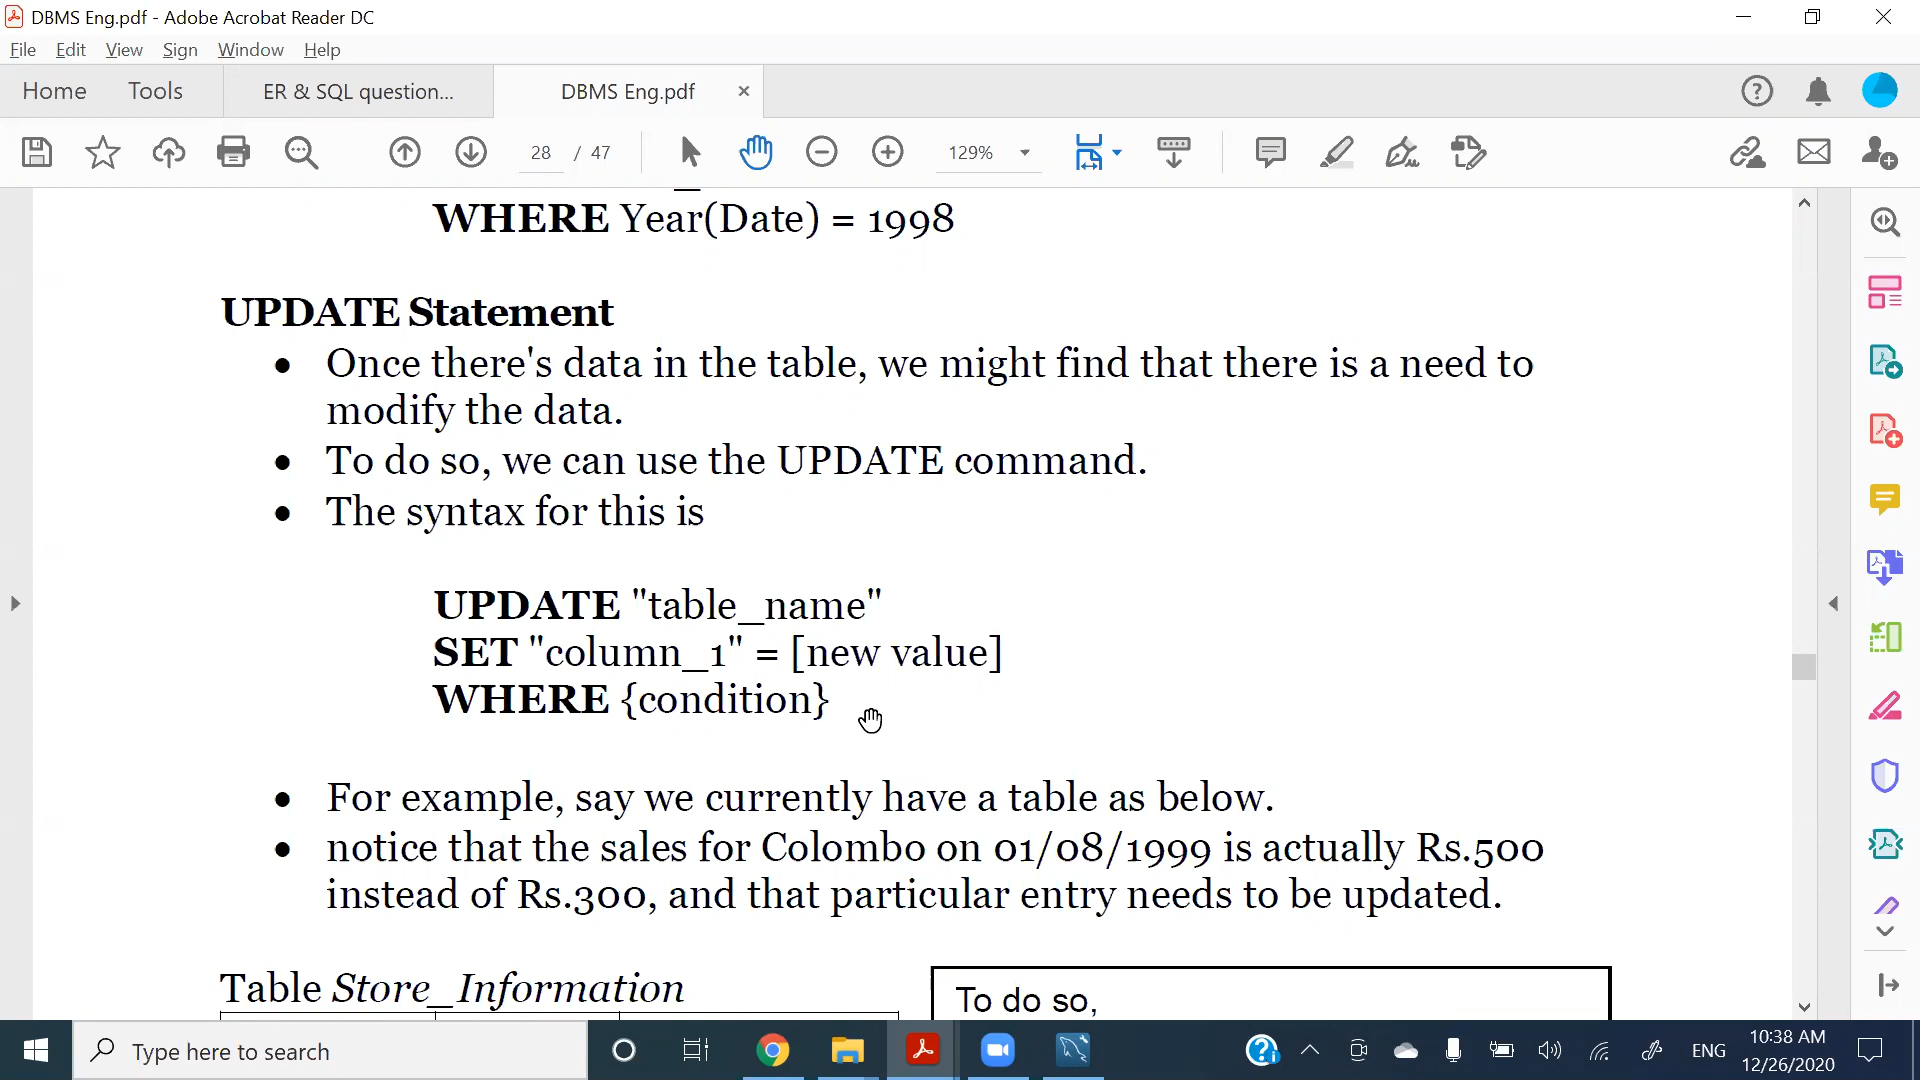 DBMS Eng.pdf - Adobe Acrobat Reader DC
File Edit View Sign Window Help
Home Tools ER & SQL question... DBMS Eng.pdf ×
28 / 47 129%
WHERE Year(Date) = 1998
UPDATE Statement
• Once there's data in the table, we might find that there is a need to
modify the data.
• To do so, we can use the UPDATE command.
• The syntax for this is
UPDATE "table_name"
SET "column_1" = [new value]
WHERE {condition}
• For example, say we currently have a table as below.
• notice that the sales for Colombo on 01/08/1999 is actually Rs.500
instead of Rs.300, and that particular entry needs to be updated.
Table Store_Information
To do so,
Type here to search
ENG
10:38 AM
12/26/2020